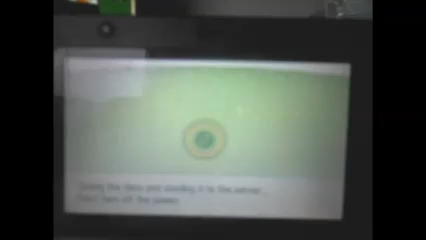 Saving the data and sending it to the server...
Don't turn off the power.